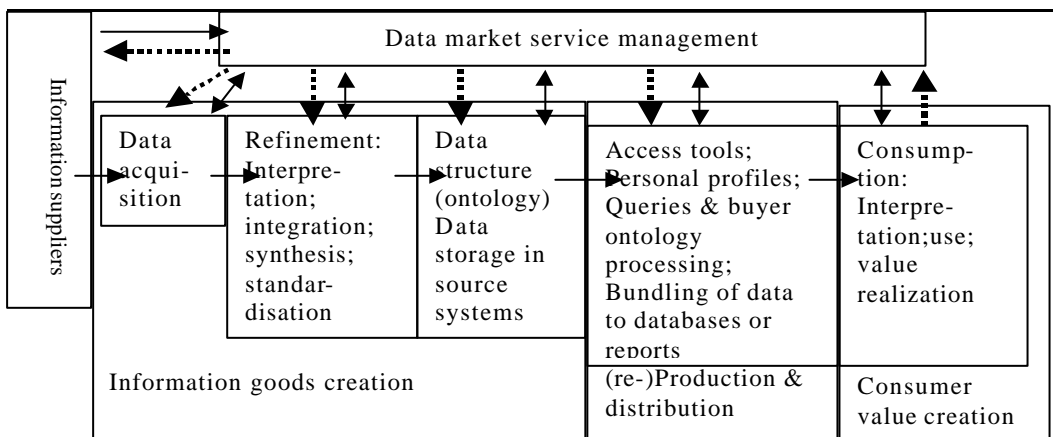 Data market service management
Information suppliers
Data
acqui-
sition
Refinement:
Interpre-
tation;
integration;
synthesis;
standar-
disation
Data
structure
(ontology)
Data
storage in
source
systems
Access tools;
Personal profiles;
Queries & buyer
ontology
processing;
Bundling of data
to databases or
reports
(re-)Production &
distribution
Consump-
tion:
Interpre-
tation;use;
value
realization
Information goods creation
Consumer
value creation